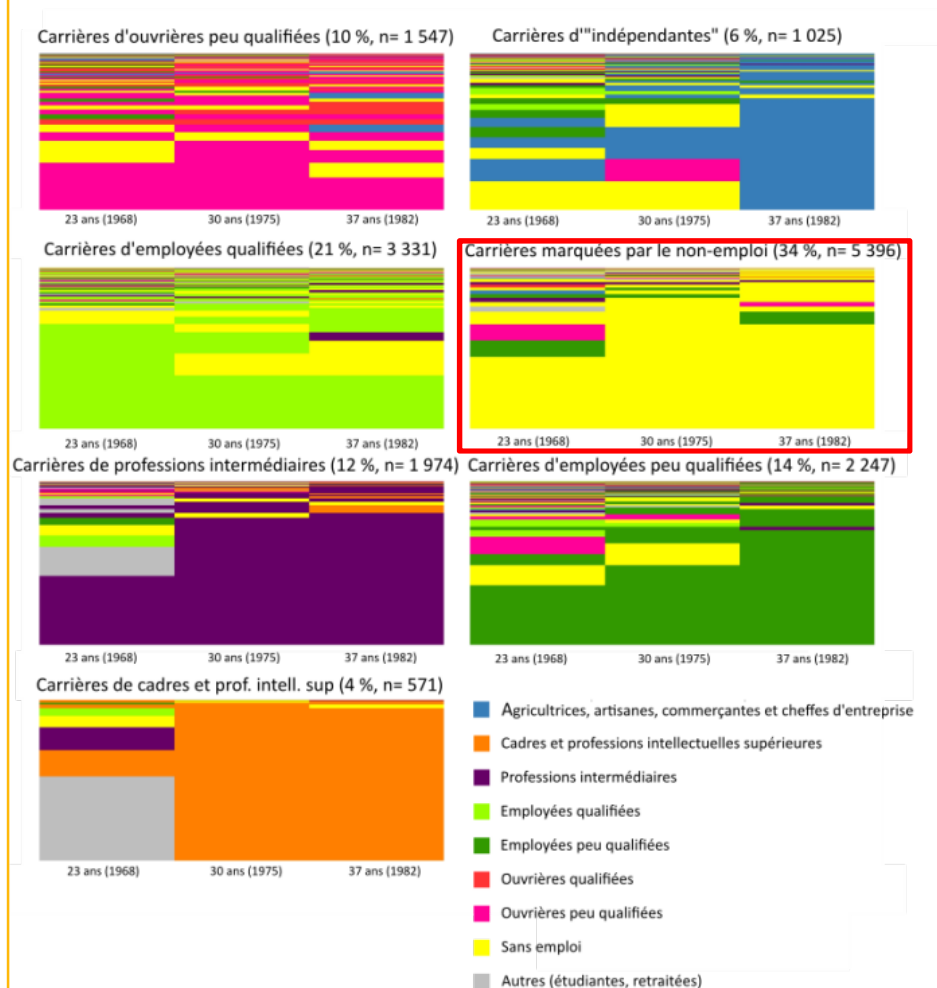 Carrières d'ouvrières peu qualifiées (10 %, n= 1 547)
Carrières d'"indépendantes" (6 %, n= 1 025)
23 ans (1968) 30 ans (1975) 37 ans (1982)
23 ans (1968) 30 ans (1975) 37 ans (1982)
Carrières d'employées qualifiées (21 %, n= 3 331)
Carrières marquées par le non-emploi (34 %, n= 5 396)
23 ans (1968) 30 ans (1975) 37 ans (1982)
23 ans (1968) 30 ans (1975) 37 ans (1982)
Carrières de professions intermédiaires (12 %, n= 1 974)
Carrières d'employées peu qualifiées (14 %, n= 2 247)
23 ans (1968) 30 ans (1975) 37 ans (1982)
23 ans (1968) 30 ans (1975) 37 ans (1982)
Carrières de cadres et prof. intell. sup (4 %, n= 571)
23 ans (1968) 30 ans (1975) 37 ans (1982)
Agricultrices, artisanes, commerçantes et cheffes d'entreprise
Cadres et professions intellectuelles supérieures
Professions intermédiaires
Employées qualifiées
Employées peu qualifiées
Ouvrières qualifiées
Ouvrières peu qualifiées
Sans emploi
Autres (étudiantes, retraitées)